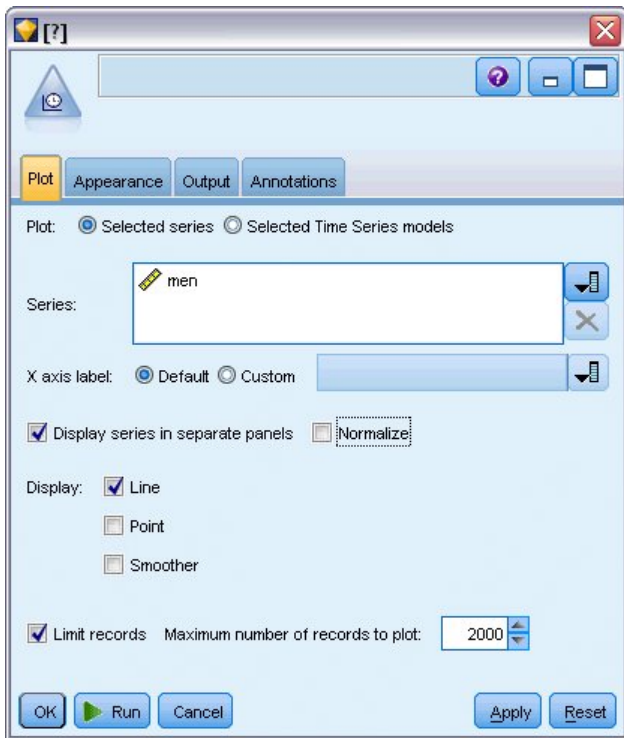 [?]
Plot Appearance Output Annotations
Plot: Selected series Selected Time Series models
Series: men
X axis label: Default Custom
Display series in separate panels Normalize
Display: Line
Point
Smoother
Limit records Maximum number of records to plot: 2000
OK Run Cancel Apply Reset